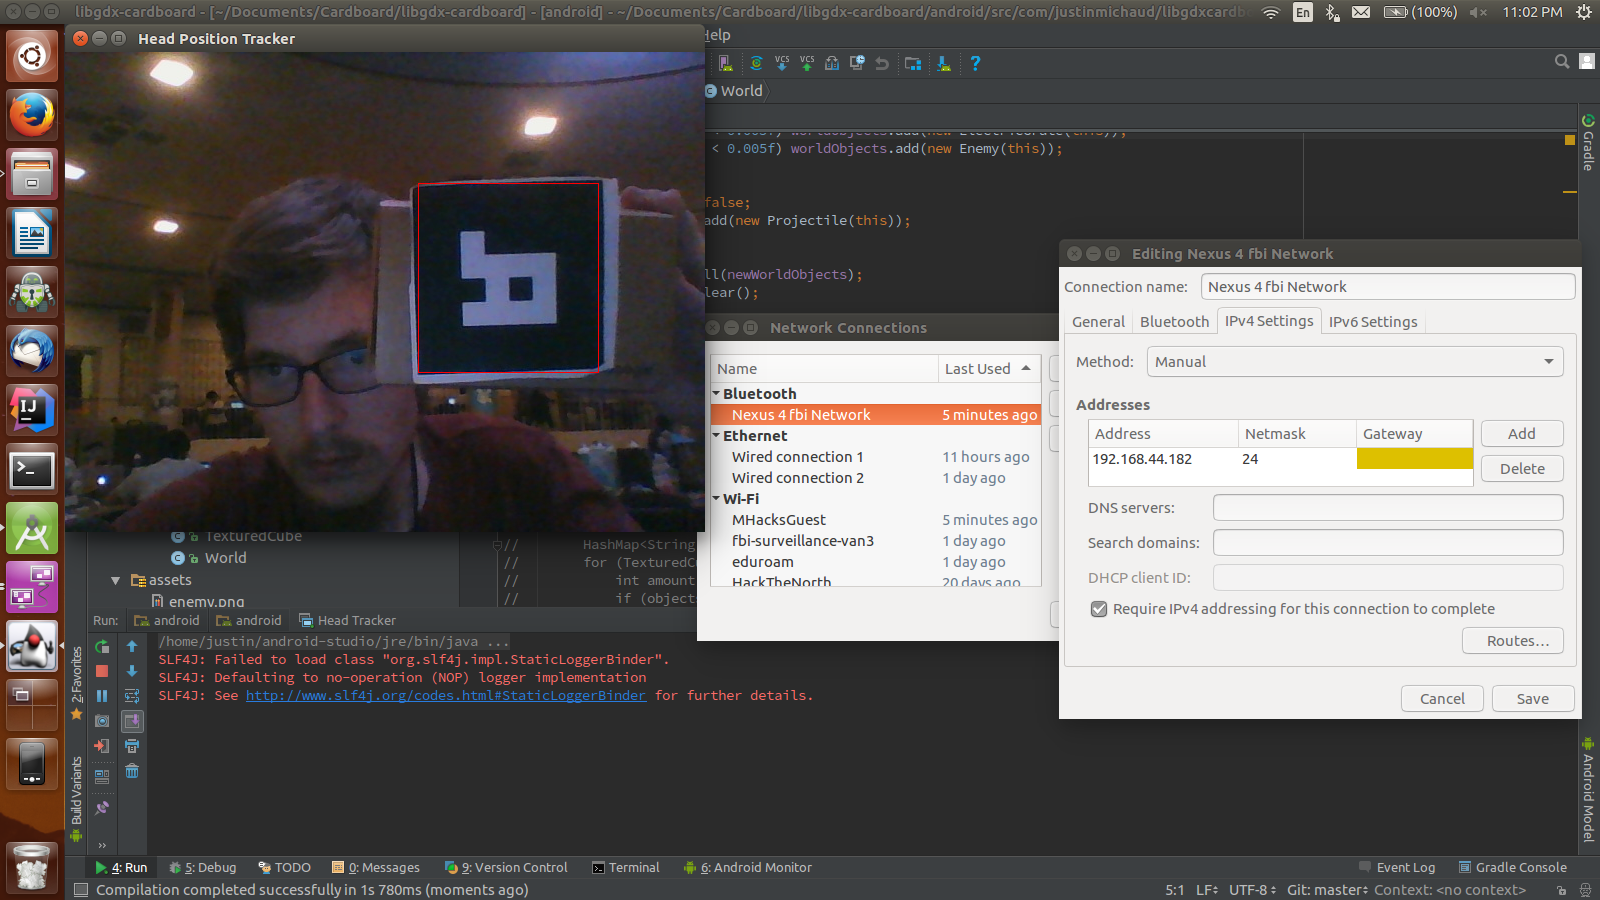 libgdx-cardboard - [~/Documents/Cardboard/libgdx-cardboard] - [android] - ~/Documents/Cardboard/libgdx-cardboard/android/src/com/justinmichaud/libgdxcardb
En
(100%)
11:02 PM
Head Position Tracker
Help
VCS
VCS
World
worldObjects.add(new
(this));
< 0.005f) worldObjects.add(new Enemy(this));
false;
add(new Projectile(this));
ll(newWorldObjects);
lear();
Gradle
Network Connections
Name
Last Used
Bluetooth
Nexus 4 fbi Network
5 minutes ago
Ethernet
Wired connection 1
11 hours ago
Wired connection 2
1 day ago
Wi-Fi
MHacksGuest
5 minutes ago
fbi-surveillance-van3
1 day ago
eduroam
1 day ago
HackTheNorth
20 days ago
Editing Nexus 4 fbi Network
Connection name:
Nexus 4 fbi Network
General
Bluetooth
IPv4 Settings
IPv6 Settings
Method:
Manual
Addresses
Address
Netmask
Gateway
Add
192.168.44.182
24
Delete
DNS servers:
Search domains:
DHCP client ID:
Require IPv4 addressing for this connection to complete
Routes...
Cancel
Save
TexturedCube
World
assets
enemy.png
// HashMap<String
// for (TexturedCu
// int amount
// if (object
Run:
android
android
Head Tracker
/home/justin/android-studio/jre/bin/java ...
SLF4J: Failed to load class "org.slf4j.impl.StaticLoggerBinder".
SLF4J: Defaulting to no-operation (NOP) logger implementation
SLF4J: See http://www.slf4j.org/codes.html#StaticLoggerBinder for further details.
2: Favorites
Build Variants
Android Model
4: Run
5: Debug
TODO
0: Messages
9: Version Control
Terminal
6: Android Monitor
Event Log
Gradle Console
Compilation completed successfully in 1s 780ms (moments ago)
5:1
LF
UTF-8
Git: master
Context: <no context>